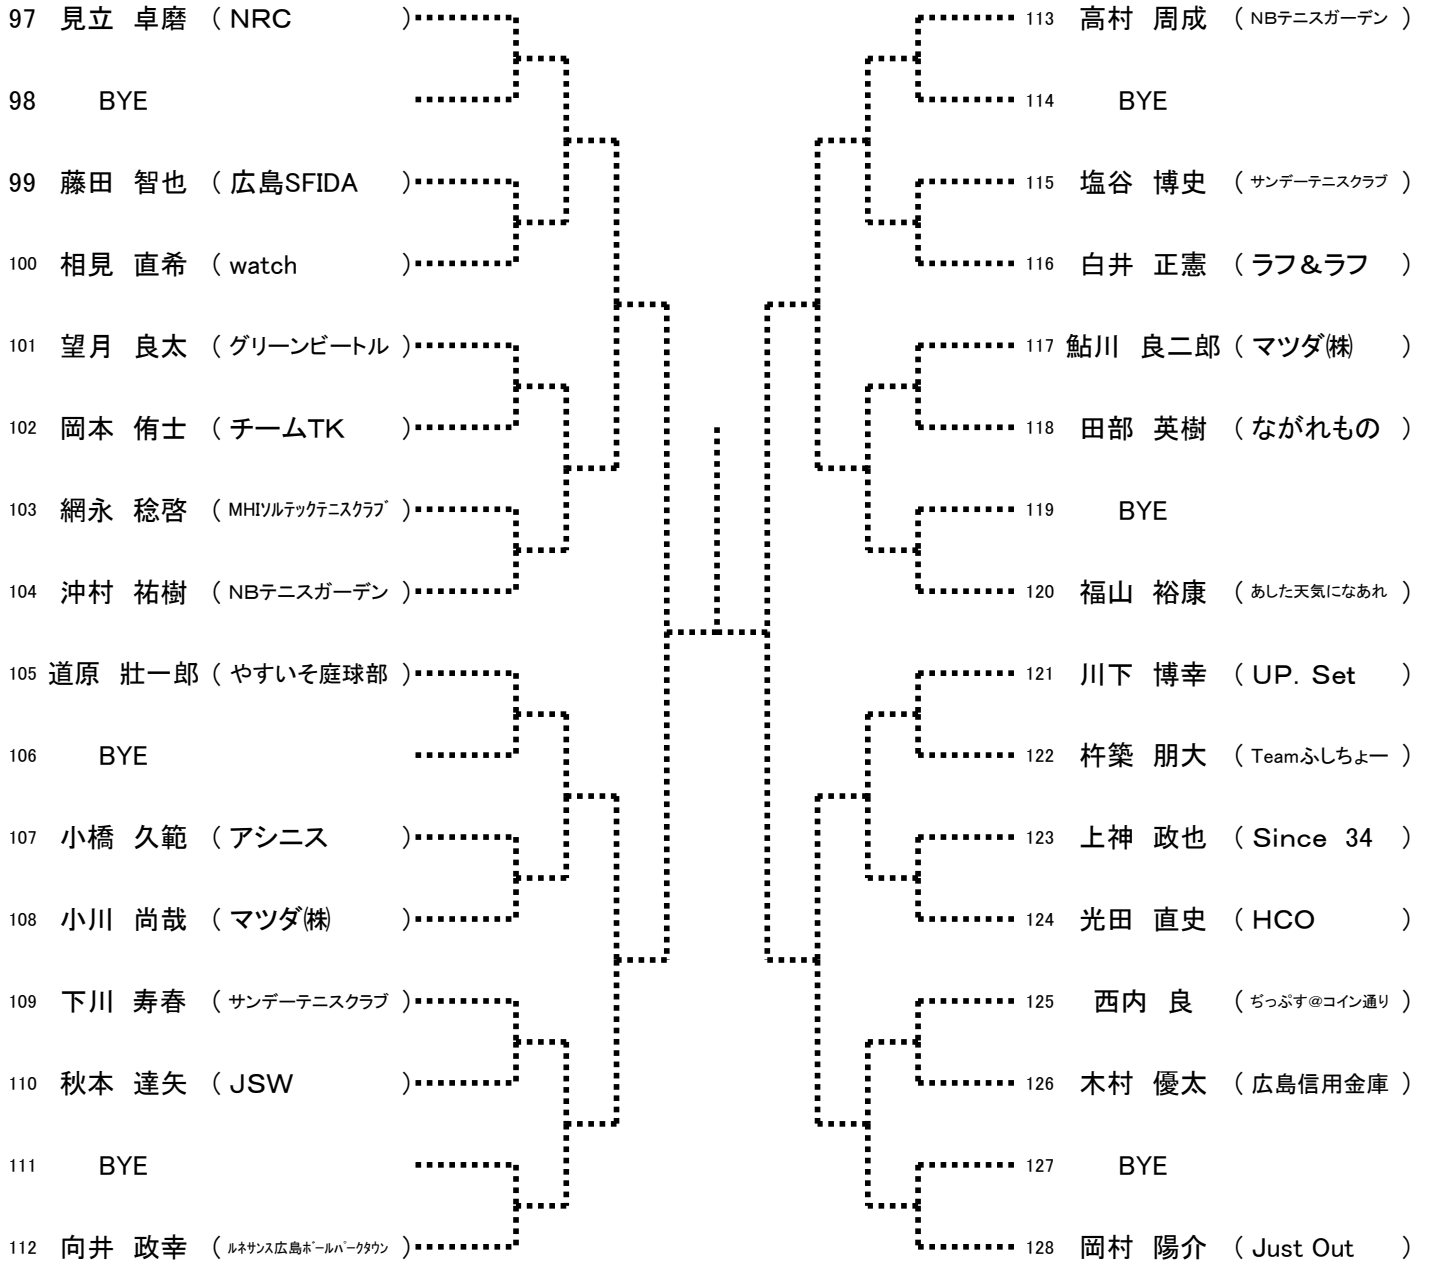 97 見立 卓磨 ( NRC )
98 BYE
99 藤田 智也 ( 広島SFIDA )
100 相見 直希 ( watch )
101 望月 良太 ( グリーンビートル )
102 岡本 侑士 ( チームTK )
103 網永 稔啓 ( MHIソルテックテニスクラブ )
104 沖村 祐樹 ( NBテニスガーデン )
105 道原 壯一郎 ( やすいそ庭球部 )
106 BYE
107 小橋 久範 ( アシニス )
108 小川 尚哉 ( マツダ㈱ )
109 下川 寿春 ( サンデーテニスクラブ )
110 秋本 達矢 ( JSW )
111 BYE
112 向井 政幸 ( ルネサンス広島ボールパークタウン )
113 高村 周成 ( NBテニスガーデン )
114 BYE
115 塩谷 博史 ( サンデーテニスクラブ )
116 白井 正憲 ( ラフ&ラフ )
117 鮎川 良二郎 ( マツダ㈱ )
118 田部 英樹 ( ながれもの )
119 BYE
120 福山 裕康 ( あした天気になあれ )
121 川下 博幸 ( UP. Set )
122 杵築 朋大 ( Teamふしちょー )
123 上神 政也 ( Since 34 )
124 光田 直史 ( HCO )
125 西内 良 ( ぢっぷす@コイン通り )
126 木村 優太 ( 広島信用金庫 )
127 BYE
128 岡村 陽介 ( Just Out )